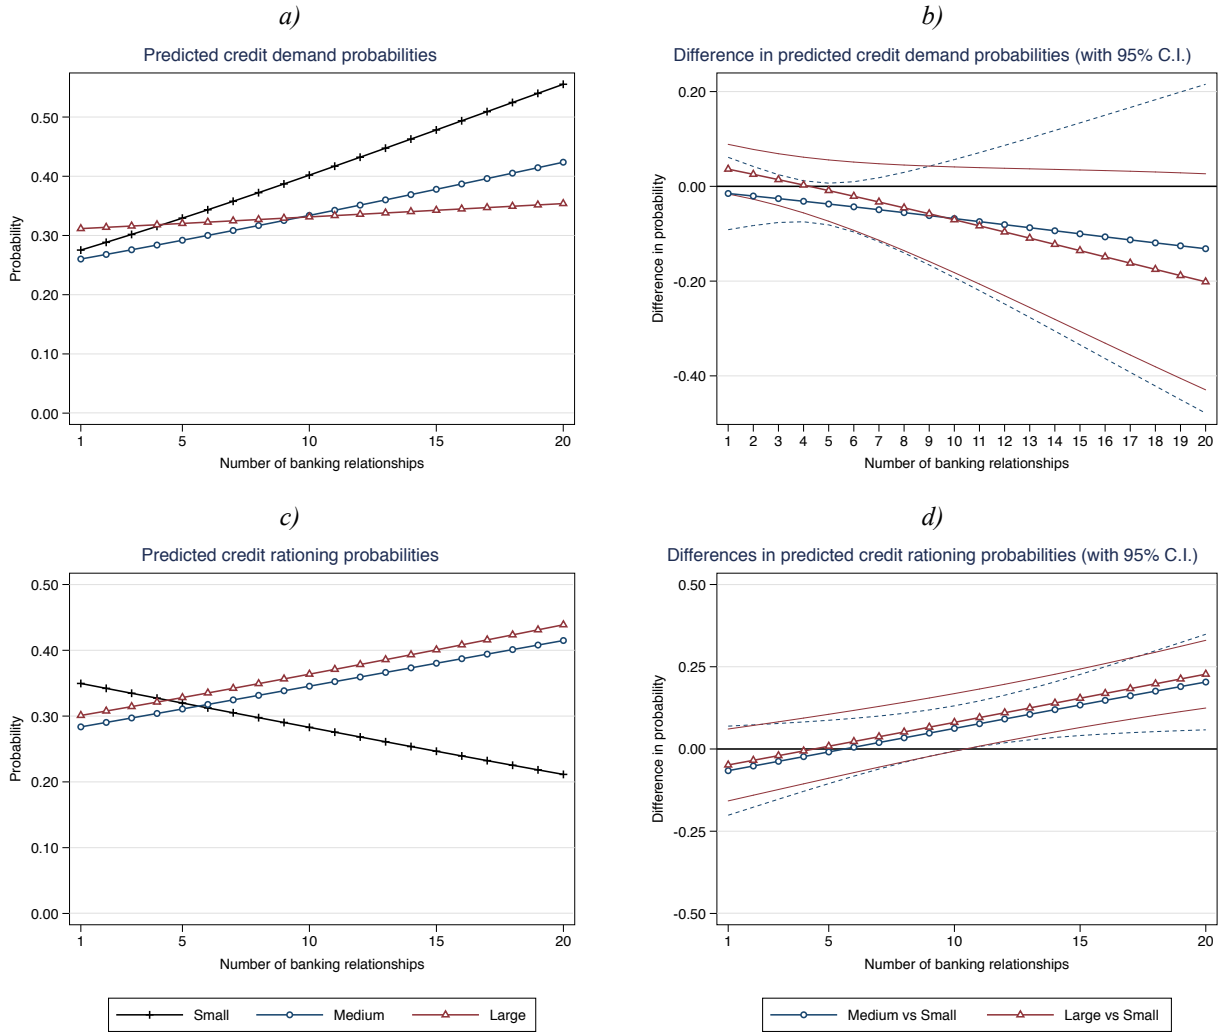 a)
Predicted credit demand probabilities
Probability
0.50
0.40
0.30
0.20
0.10
0.00
1 5 10 15 20
Number of banking relationships
b)
Difference in predicted credit demand probabilities (with 95% C.I.)
Difference in probability
0.20
0.00
-0.20
-0.40
1 2 3 4 5 6 7 8 9 10 11 12 13 14 15 16 17 18 19 20
Number of banking relationships
c)
Predicted credit rationing probabilities
Probability
0.50
0.40
0.30
0.20
0.10
0.00
1 5 10 15 20
Number of banking relationships
Small Medium Large
d)
Differences in predicted credit rationing probabilities (with 95% C.I.)
Difference in probability
0.50
0.25
0.00
-0.25
-0.50
1 5 10 15 20
Number of banking relationships
Medium vs Small Large vs Small